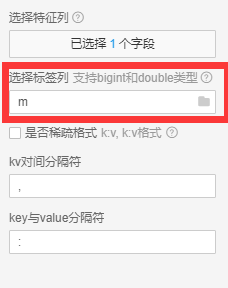 选择特征列
已选择 1 个字段
选择标签列 支持bigint和double类型
m
是否稀疏格式 k:v, k:v格式
kv对间分隔符
,
key与value分隔符
: